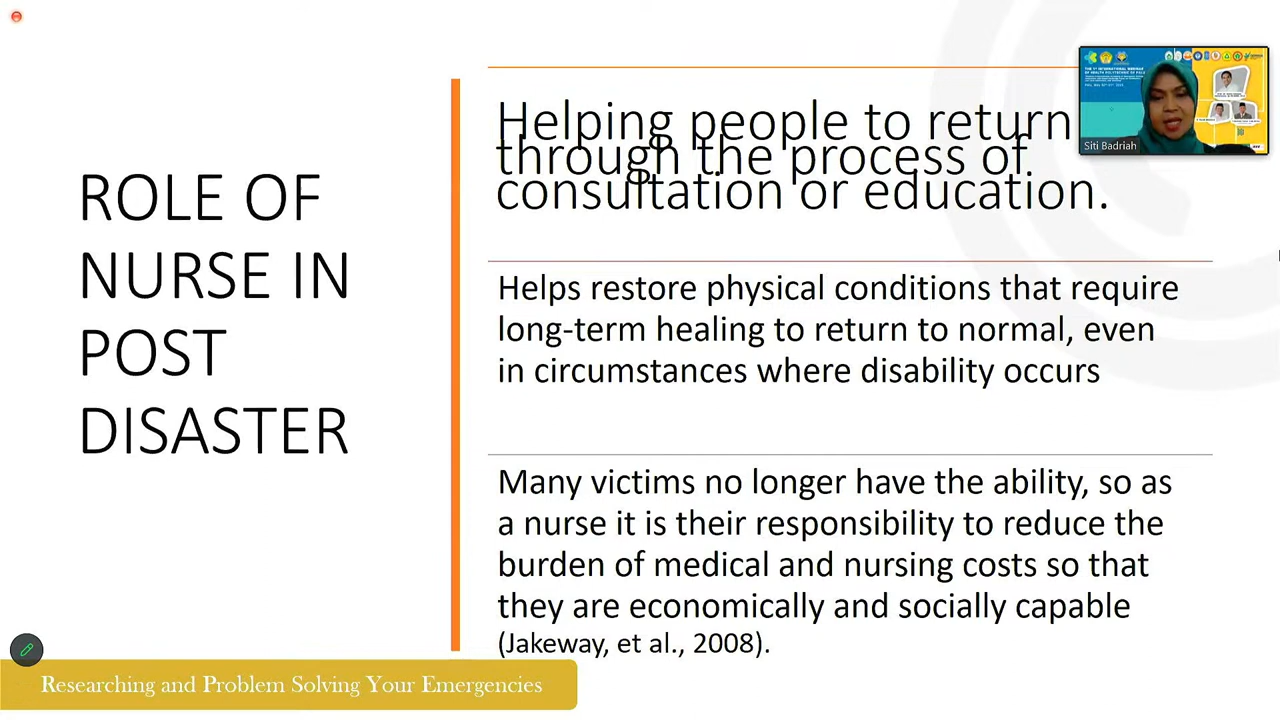 ROLE OF
NURSE IN
POST
DISASTER
Helping people to return
through the process of
consultation or education.
Helps restore physical conditions that require
long-term healing to return to normal, even
in circumstances where disability occurs
Many victims no longer have the ability, so as
a nurse it is their responsibility to reduce the
burden of medical and nursing costs so that
they are economically and socially capable
(Jakeway, et al., 2008).
Siti Badriah
Researching and Problem Solving Your Emergencies